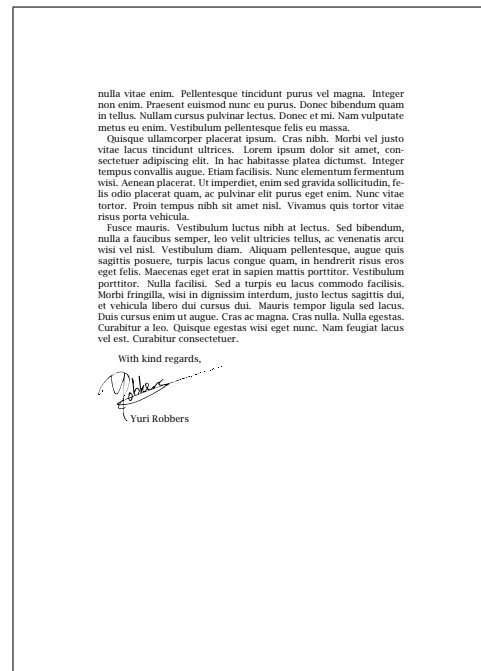 nulla vitae enim. Pellentesque tincidunt purus vel magna. Integer
non enim. Praesent euismod nunc eu purus. Donec bibendum quam
in tellus. Nullam cursus pulvinar lectus. Donec et mi. Nam vulputate
metus eu enim. Vestibulum pellentesque felis eu massa.
Quisque ullamcorper placerat ipsum. Cras nibh. Morbi vel justo
vitae lacus tincidunt ultrices. Lorem ipsum dolor sit amet, con-
sectetuer adipiscing elit. In hac habitasse platea dictumst. Integer
tempus convallis augue. Etiam facilisis. Nunc elementum fermentum
wisi. Aenean placerat. Ut imperdiet, enim sed gravida sollicitudin, fe-
lis odio placerat quam, ac pulvinar elit purus eget enim. Nunc vitae
tortor. Proin tempus nibh sit amet nisl. Vivamus quis tortor vitae
risus porta vehicula.
Fusce mauris. Vestibulum luctus nibh at lectus. Sed bibendum,
nulla a faucibus semper, leo velit ultricies tellus, ac venenatis arcu
wisi vel nisl. Vestibulum diam. Aliquam pellentesque, augue quis
sagittis posuere, turpis lacus congue quam, in hendrerit risus eros
eget felis. Maecenas eget erat in sapien mattis porttitor. Vestibulum
porttitor. Nulla facilisi. Sed a turpis eu lacus commodo facilisis.
Morbi fringilla, wisi in dignissim interdum, justo lectus sagittis dui,
et vehicula libero dui cursus dui. Mauris tempor ligula sed lacus.
Duis cursus enim ut augue. Cras ac magna. Cras nulla. Nulla egestas.
Curabitur a leo. Quisque egestas wisi eget nunc. Nam feugiat lacus
vel est. Curabitur consectetuer.
With kind regards,
YRobbers
Yuri Robbers